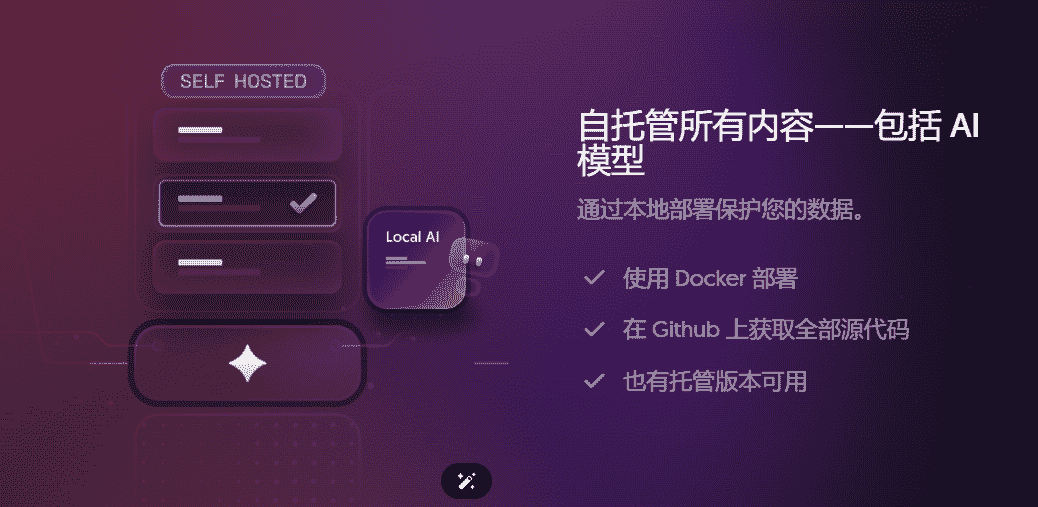 SELF HOSTED
Local AI
自托管所有内容——包括 AI
模型
通过本地部署保护您的数据。
使用 Docker 部署
在 Github 上获取全部源代码
也有托管版本可用